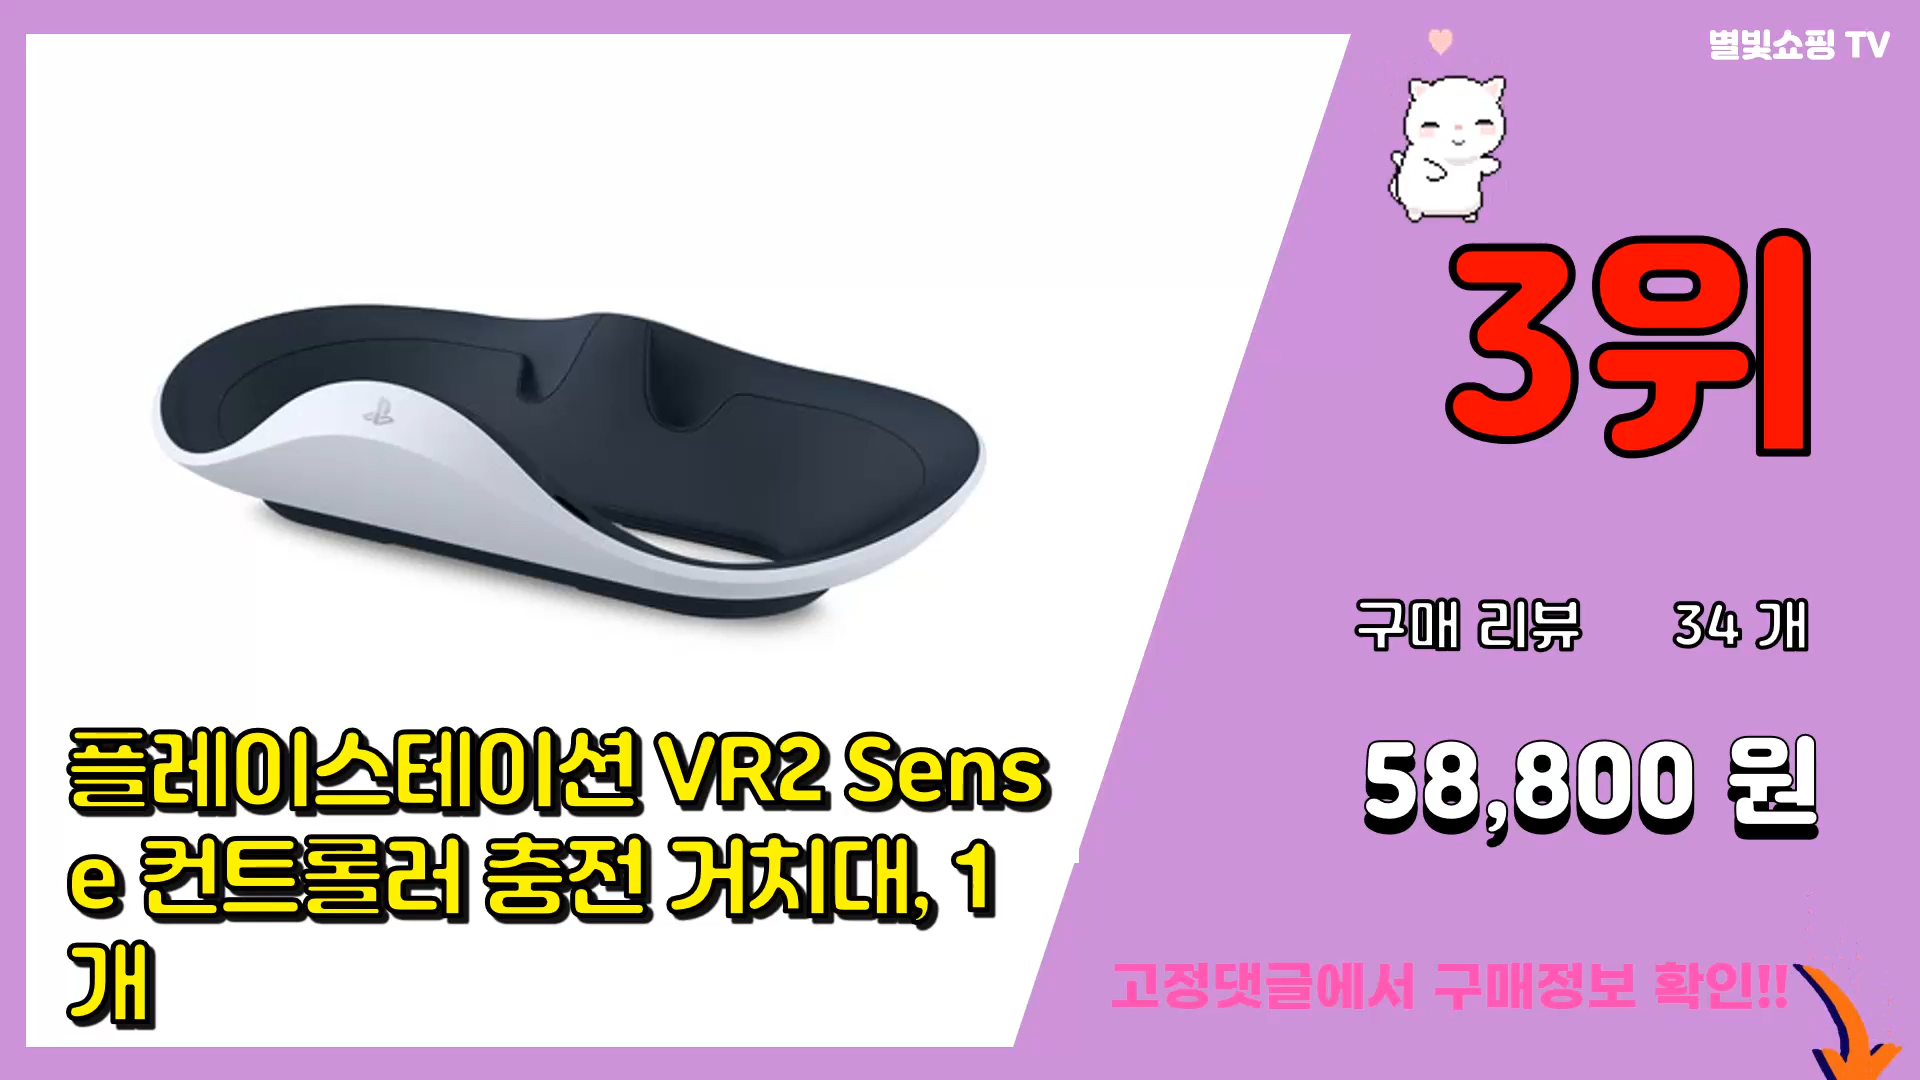 별빛쇼핑 TV
3위
구매 리뷰 34 개
58,800 원
플레이스테이션 VR2 Sens
e 컨트롤러 충전 거치대, 1
개
고정댓글에서 구매정보 확인!!